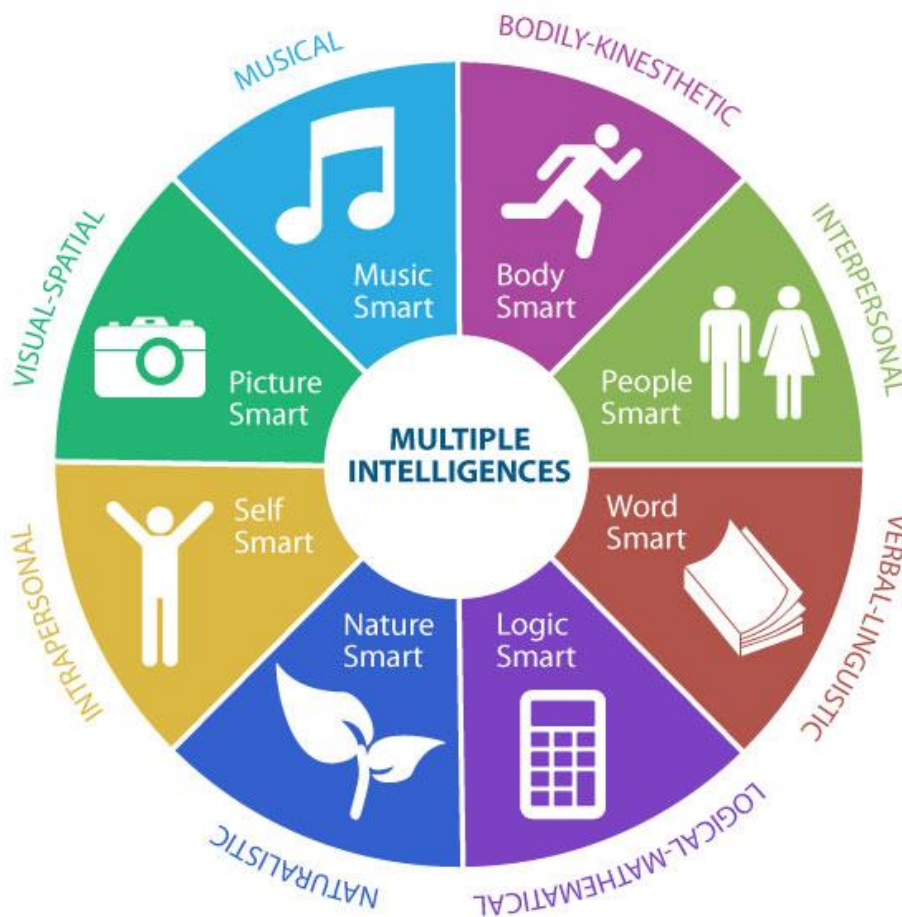 MUSICAL
BODILY-KINESTHETIC
INTERPERSONAL
VERBAL-LINGUISTIC
LOGICAL-MATHEMATICAL
NATURALISTIC
INTRAPERSONAL
VISUAL-SPATIAL
Music
Smart
Body
Smart
People
Smart
Word
Smart
Logic
Smart
Nature
Smart
Self
Smart
Picture
Smart
MULTIPLE
INTELLIGENCES